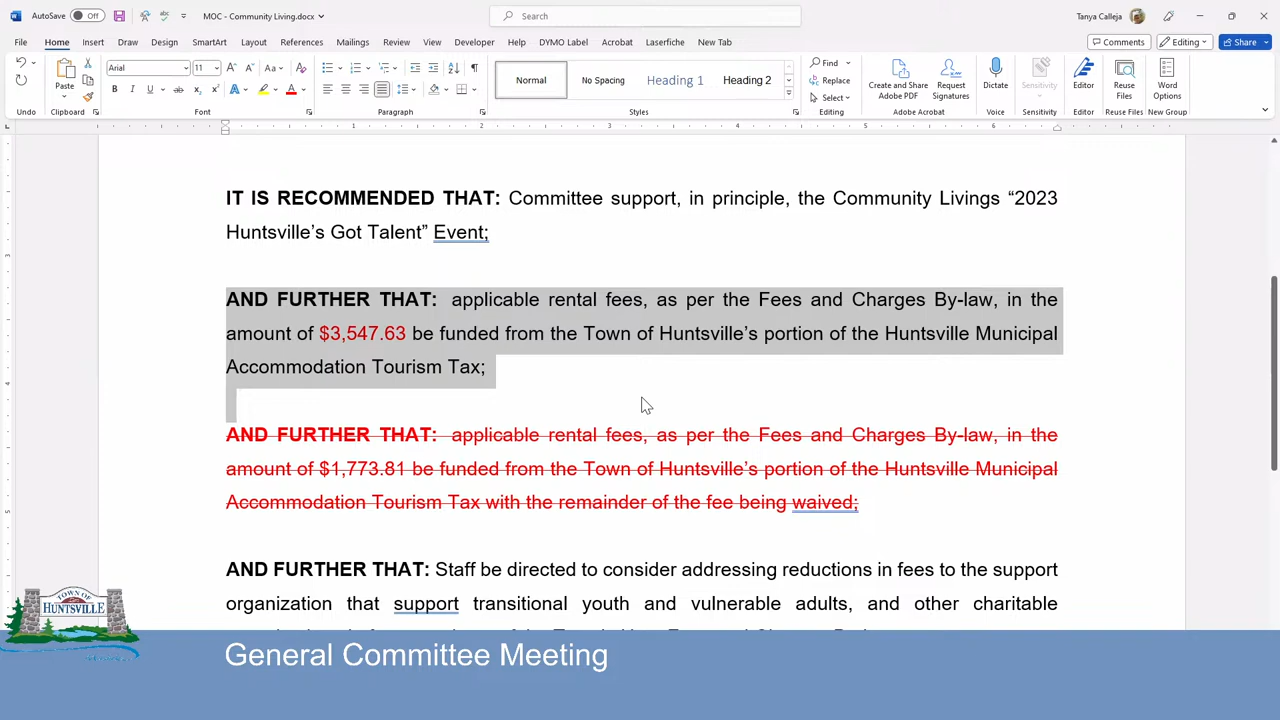 AutoSave Off MOC - Community Living.docx Search Tanya Calleja
File Home Insert Draw Design SmartArt Layout References Mailings Review View Developer Help DYMO Label Acrobat Laserfiche New Tab Comments Editing Share
Arial 11 Normal No Spacing Heading 1 Heading 2 Find Replace Select
Paste Create and Share Adobe PDF Request Signatures Dictate Sensitivity Editor Reuse Files Word Options
Undo Clipboard Font Paragraph Styles Editing Adobe Acrobat Voice Sensitivity Editor Reuse Files New Group
1 2 3 4 5 6
IT IS RECOMMENDED THAT: Committee support, in principle, the Community Livings “2023
Huntsville’s Got Talent” Event;
AND FURTHER THAT: applicable rental fees, as per the Fees and Charges By-law, in the
amount of $3,547.63 be funded from the Town of Huntsville’s portion of the Huntsville Municipal
Accommodation Tourism Tax;
AND FURTHER THAT: applicable rental fees, as per the Fees and Charges By-law, in the
amount of $1,773.81 be funded from the Town of Huntsville’s portion of the Huntsville Municipal
Accommodation Tourism Tax with the remainder of the fee being waived;
AND FURTHER THAT: Staff be directed to consider addressing reductions in fees to the support
organization that support transitional youth and vulnerable adults, and other charitable
TOWN OF
HUNTSVILLE
General Committee Meeting